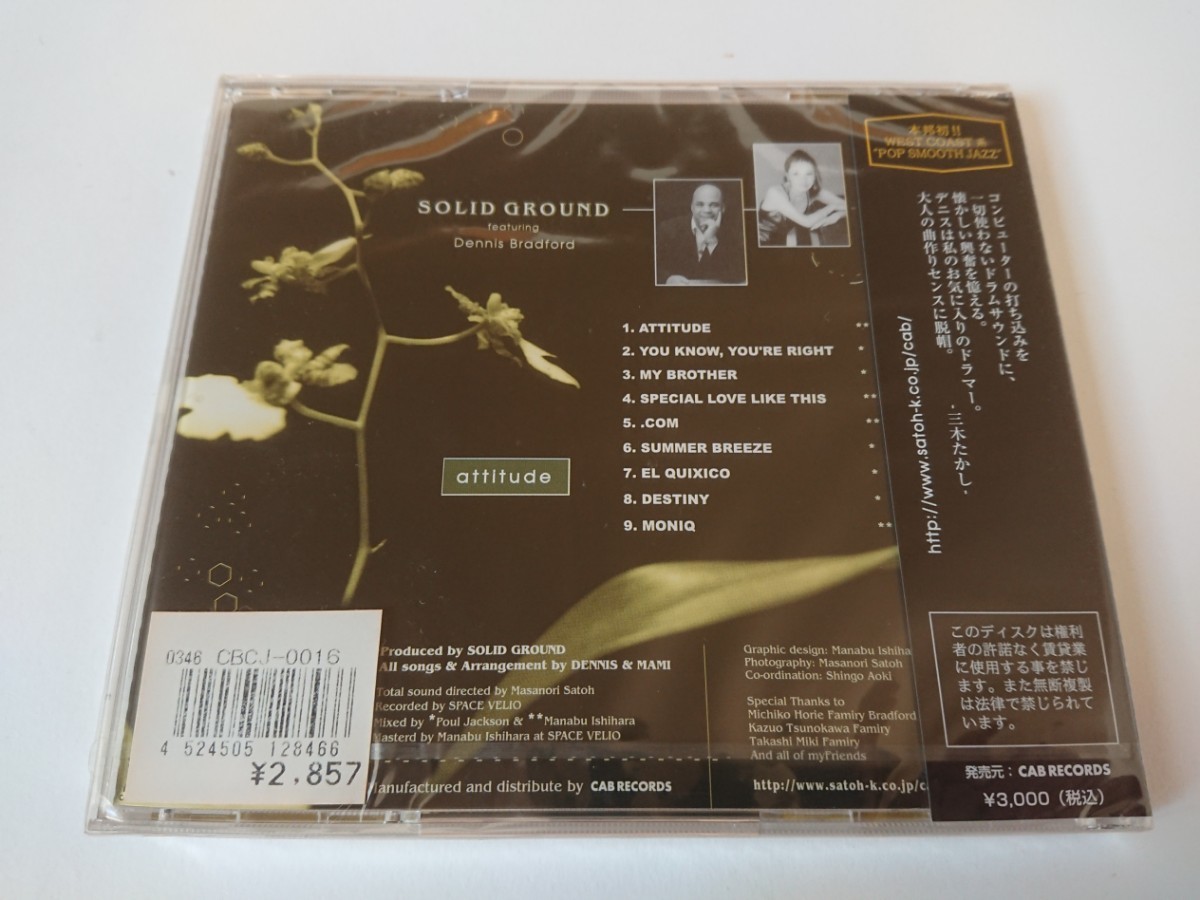 SOLID GROUND
featuring
Dennis Bradford
1. ATTITUDE **
2. YOU KNOW, YOU'RE RIGHT *
3. MY BROTHER *
4. SPECIAL LOVE LIKE THIS **
5. .COM **
6. SUMMER BREEZE *
7. EL QUIXICO *
8. DESTINY *
9. MONIQ **
attitude
0346 CBCJ-0016
4 524505 128466
¥2,857
Produced by SOLID GROUND
All songs & Arrangement by DENNIS & MAMI
Total sound directed by Masanori Satoh
Recorded by SPACE VELIO
Mixed by *Poul Jackson & **Manabu Ishihara
Masterd by Manabu Ishihara at SPACE VELIO
anufactured and distribute by CAB RECORDS
Graphic design: Manabu Ishiha
Photography: Masanori Satoh
Co-ordination: Shingo Aoki
Special Thanks to
Michiko Horie Famiry Bradford
Kazuo Tsunokawa Famiry
Takashi Miki Famiry
And all of myFriends
http://www.satoh-k.co.jp/c
本邦初!!
WEST COAST系
"POP SMOOTH JAZZ"
コンピューターの打ち込みを
一切使わないドラムサウンドに、
懐かしい興奮を憶える。
デニスは私のお気に入りのドラマー。
大人の曲作りセンスに脱帽。
- 三木たかし -
http://www.satoh-k.co.jp/cab/
このディスクは権利
者の許諾なく賃貸業
に使用する事を禁じ
ます。また無断複製
は法律で禁じられて
います。
発売元：CAB RECORDS
¥3,000（税込）